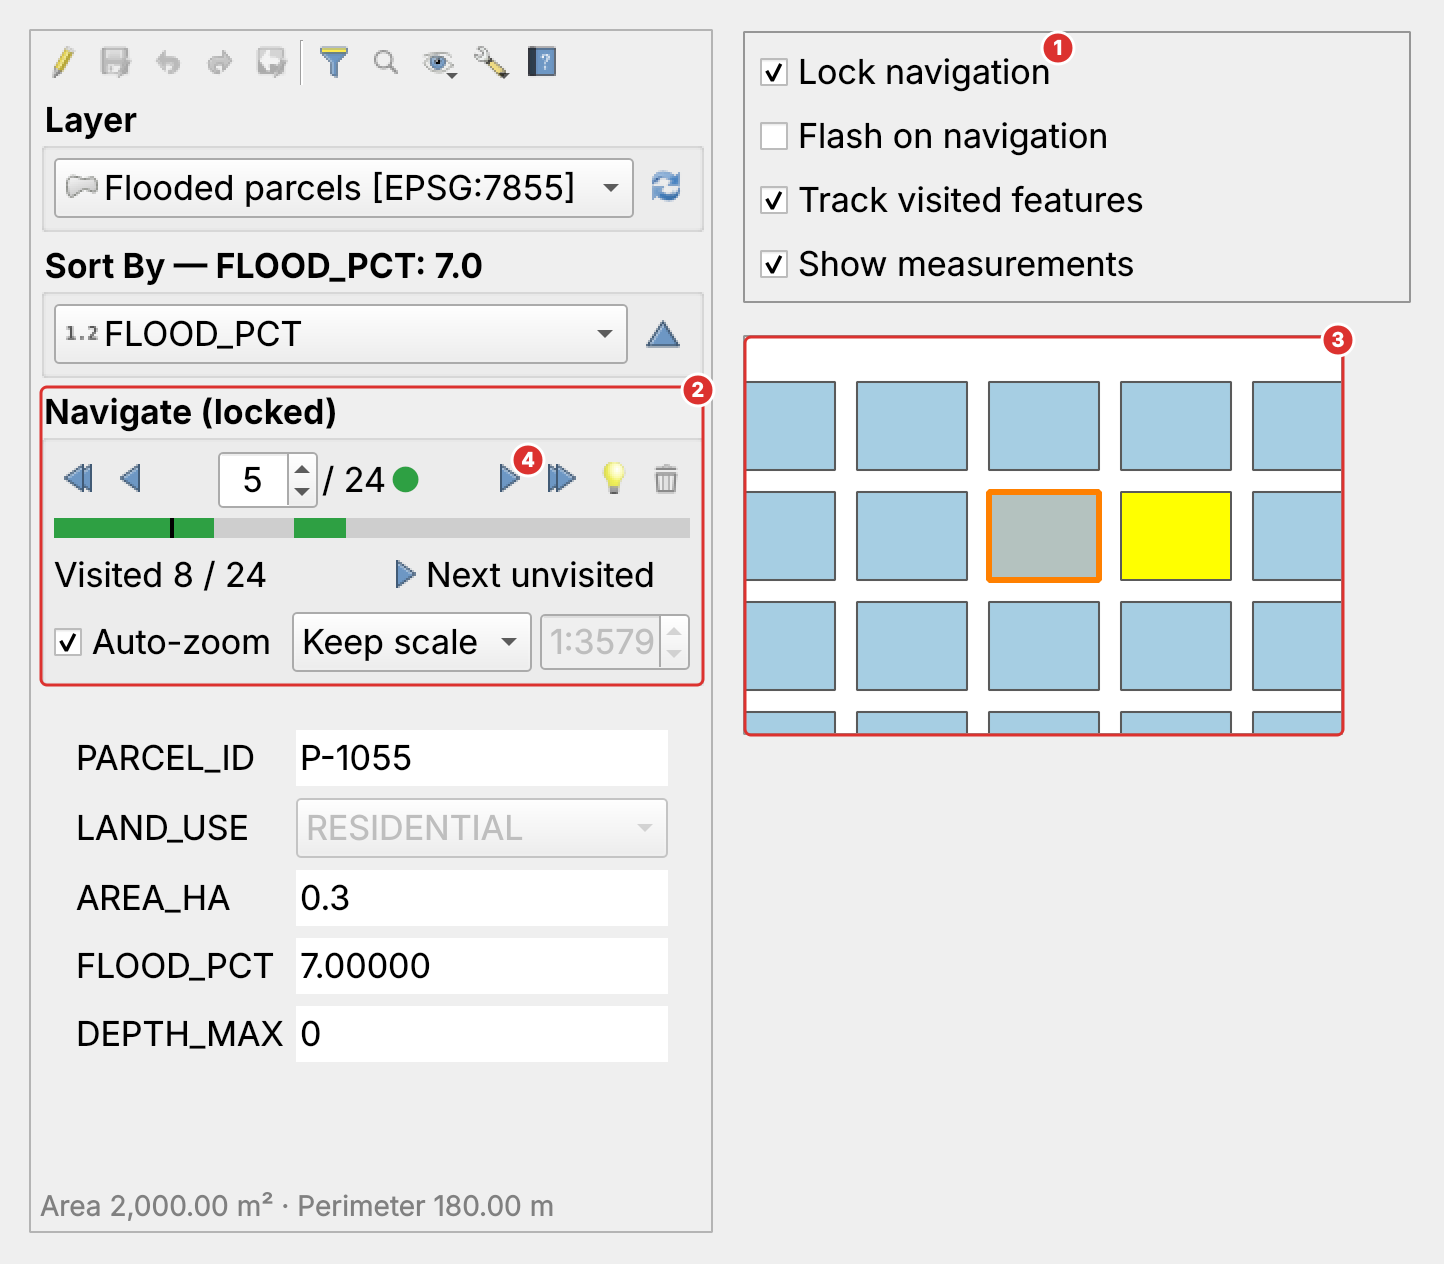 Layer
Flooded parcels [EPSG:7855]
Sort By — FLOOD_PCT: 7.0
1.2 FLOOD_PCT
2
Navigate (locked)
4
5 / 24
Visited 8 / 24 Next unvisited
Auto-zoom Keep scale 1:3579
PARCEL_ID P-1055
LAND_USE RESIDENTIAL
AREA_HA 0.3
FLOOD_PCT 7.00000
DEPTH_MAX 0
Area 2,000.00 m² · Perimeter 180.00 m
1
Lock navigation
Flash on navigation
Track visited features
Show measurements
3